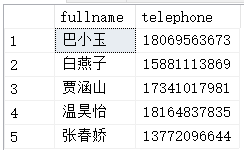 fullname telephone
1 巴小玉 18069563673
2 白燕子 15881113869
3 贾涵山 17341017981
4 温昊怡 18164837835
5 张春娇 13772096644